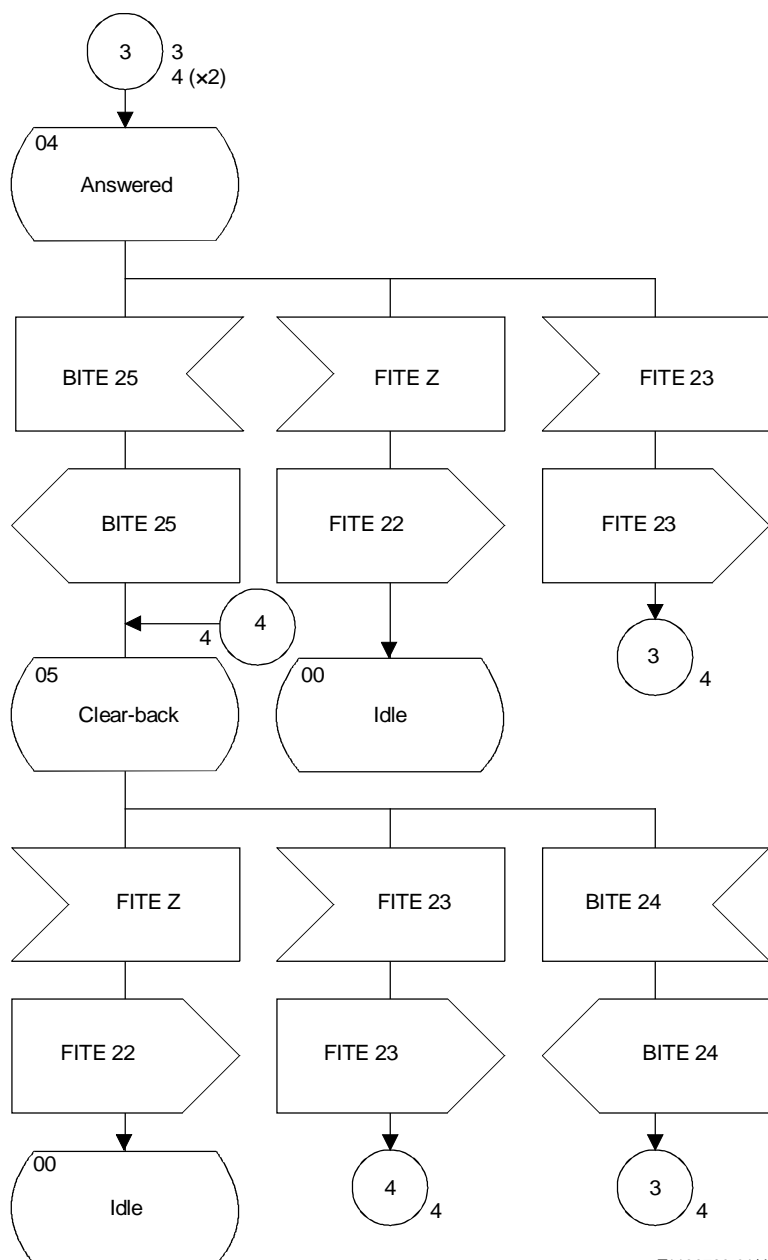 3 3
4 (×2)
04
Answered
BITE 25 FITE Z FITE 23
BITE 25 FITE 22 FITE 23
4 4
3 4
05
Clear-back
00
Idle
FITE Z FITE 23 BITE 24
FITE 22 FITE 23 BITE 24
00
Idle
4 4
3 4